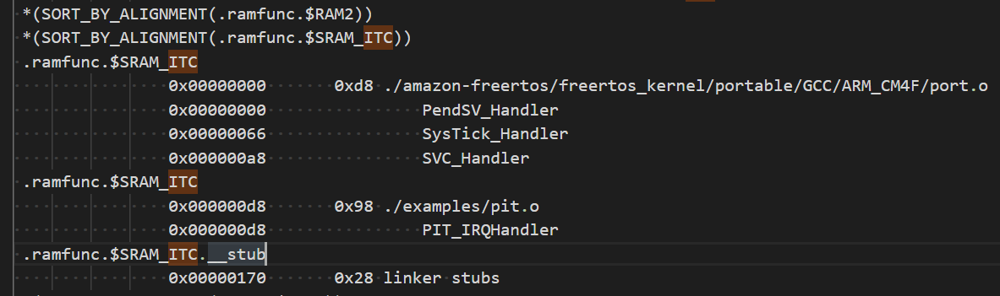 *(SORT_BY_ALIGNMENT(.ramfunc.$RAM2))
*(SORT_BY_ALIGNMENT(.ramfunc.$SRAM_ITC))
.ramfunc.$SRAM_ITC
0x00000000 0xd8 ./amazon-freertos/freertos_kernel/portable/GCC/ARM_CM4F/port.o
0x00000000 PendSV_Handler
0x00000066 SysTick_Handler
0x000000a8 SVC_Handler
.ramfunc.$SRAM_ITC
0x000000d8 0x98 ./examples/pit.o
0x000000d8 PIT_IRQHandler
.ramfunc.$SRAM_ITC.__stub
0x00000170 0x28 linker stubs